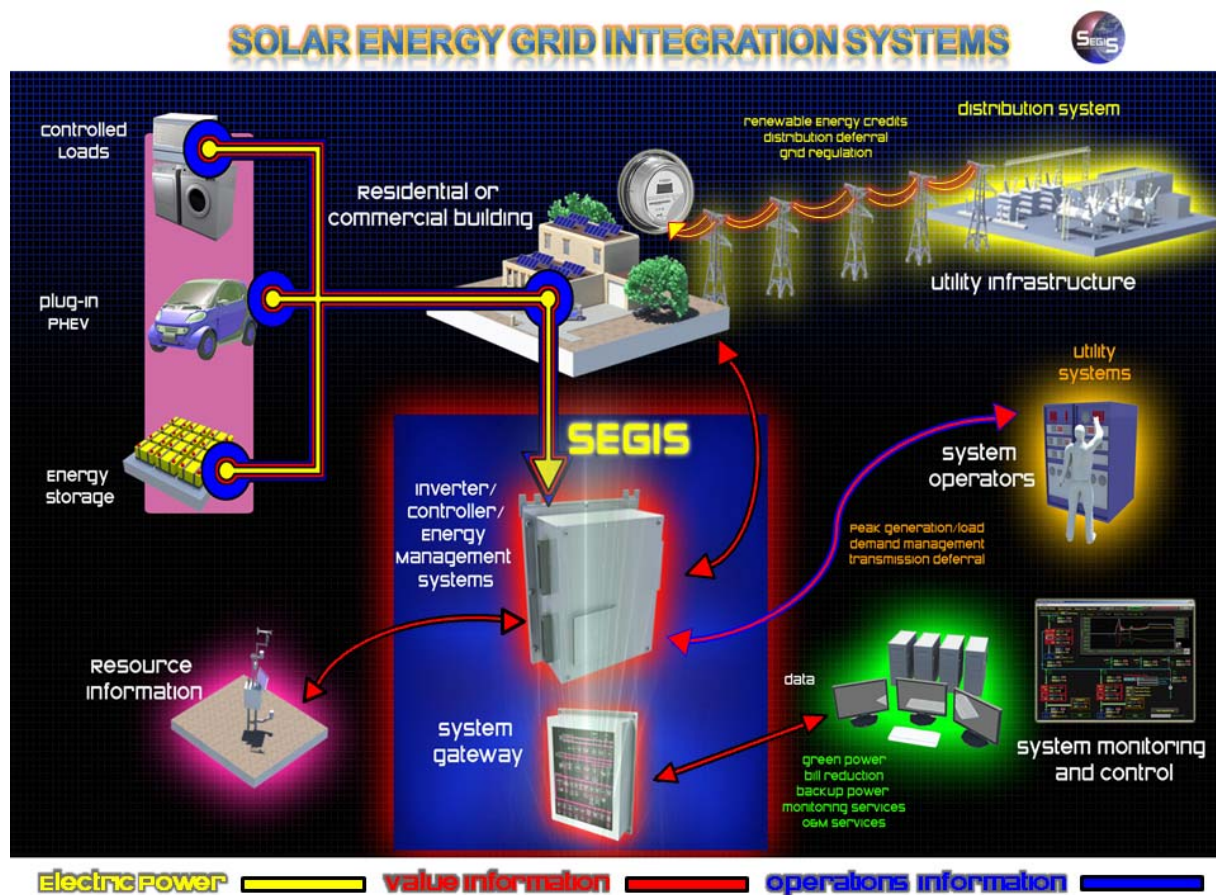 SOLAR ENERGY GRID INTEGRATION SYSTEMS
SEGIS
CONTROLLED
LOADS
PLUG-IN
PHEV
ENERGY
STORAGE
RESIDENTIAL OR
COMMERCIAL BUILDING
RENEWABLE ENERGY CREDITS
DISTRIBUTION DEFERRAL
GRID REGULATION
DISTRIBUTION SYSTEM
UTILITY INFRASTRUCTURE
UTILITY
SYSTEMS
SYSTEM
OPERATORS
PEAK GENERATION/LOAD
DEMAND MANAGEMENT
TRANSMISSION DEFERRAL
SEGIS
INVERTER/
CONTROLLER/
ENERGY
MANAGEMENT
SYSTEMS
RESOURCE
INFORMATION
SYSTEM
GATEWAY
DATA
GREEN POWER
BILL REDUCTION
BACKUP POWER
MONITORING SERVICES
O&M SERVICES
SYSTEM MONITORING
AND CONTROL
ELECTRIC POWER
VALUE INFORMATION
OPERATIONS INFORMATION